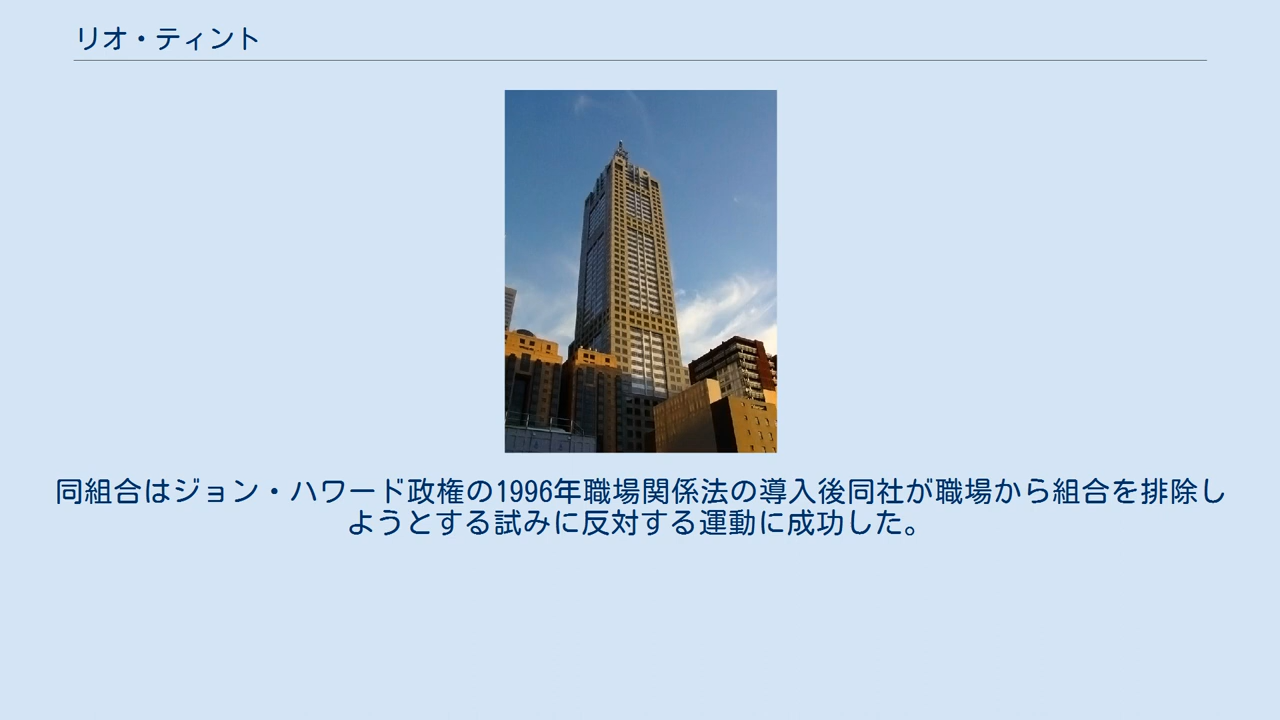 リオ・ティント
同組合はジョン・ハワード政権の1996年職場関係法の導入後同社が職場から組合を排除し
ようとする試みに反対する運動に成功した。